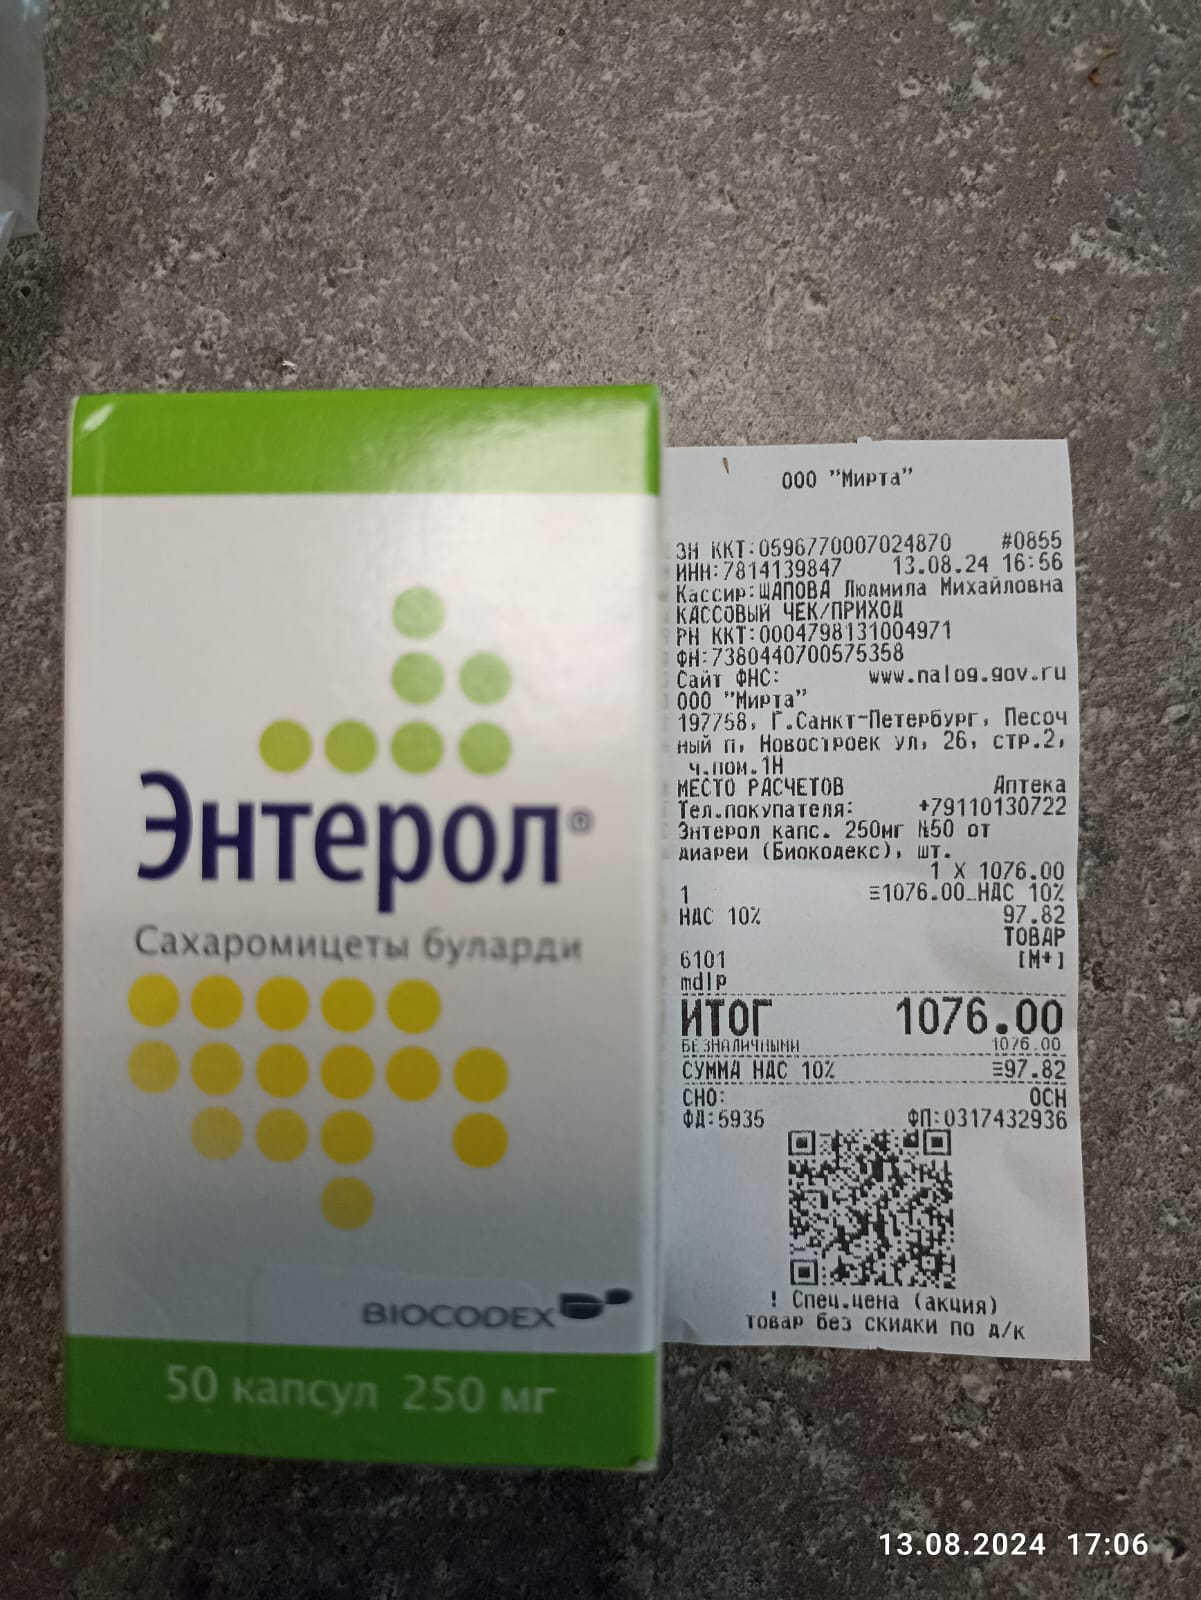 Энтерол®
Сахаромицеты буларди
BIOCODEX
50 капсул 250 мг
ООО "Мирта"
ЗН ККТ:0596770007024870 #0855
ИНН:7814139847 13.08.24 16:56
Кассир:ЩАПОВА Людмила Михайловна
КАССОВЫЙ ЧЕК/ПРИХОД
РН ККТ:0004798131004971
ФН:7380440700575358
Сайт ФНС: www.nalog.gov.ru
ООО "Мирта"
197758, Г.Санкт-Петербург, Песоч
ный п, Новостроек ул, 26, стр.2,
ч.пом.1Н
МЕСТО РАСЧЕТОВ Аптека
Тел.покупателя: +79110130722
Энтерол капс. 250мг N50 от
диареи (Биокодекс), шт.
1 X 1076.00
1 ≡1076.00_НДС 10%
НДС 10% 97.82
ТОВАР
6101 [M+]
mdlp
ИТОГ 1076.00
БЕЗНАЛИЧНЫМИ 1076.00
СУММА НДС 10% ≡97.82
СНО: ОСН
ФД:5935 ФП:0317432936
! Спец.цена (акция)
товар без скидки по д/к
13.08.2024 17:06